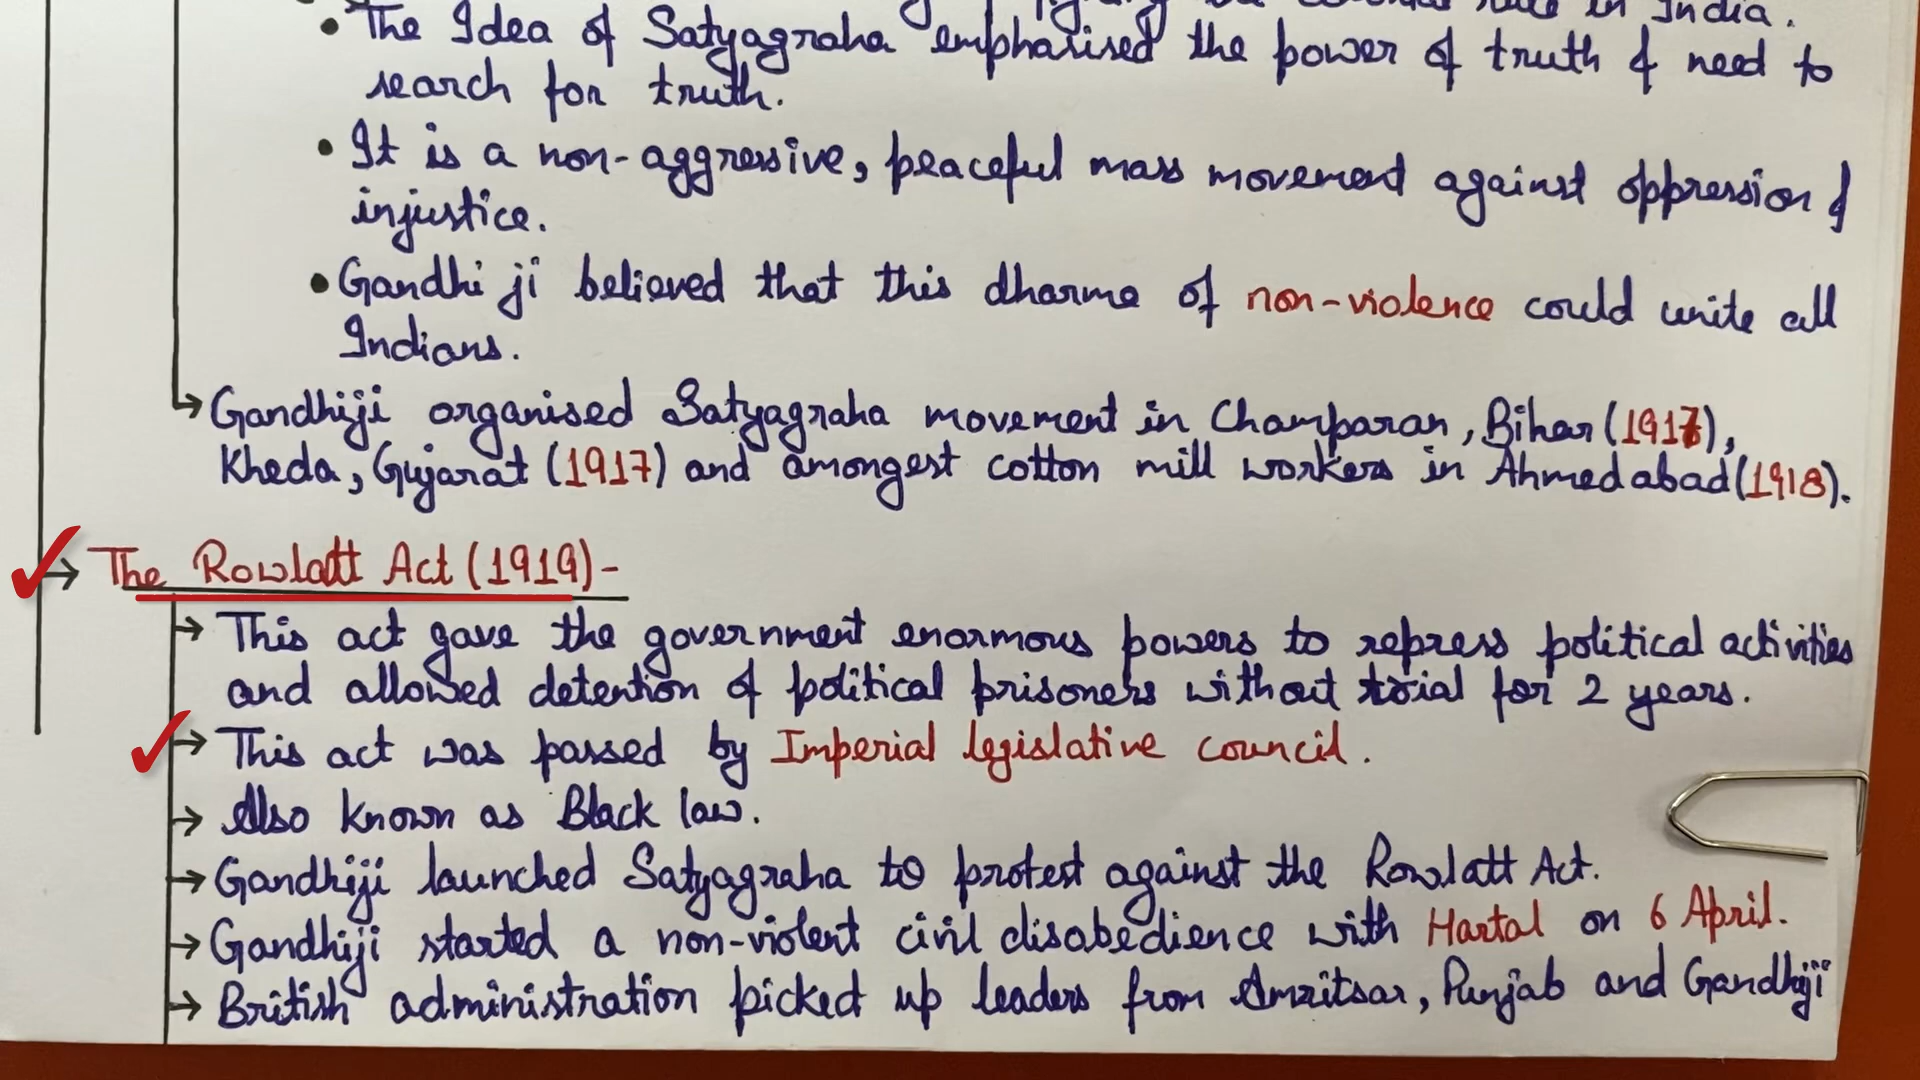 in India.
• The Idea of Satyagraha emphasised the power of truth & need to
search for truth.
• It is a non-aggressive, peaceful mass movement against oppression &
injustice.
• Gandhi ji believed that this dharma of non-violence could unite all
Indians.
→ Gandhiji organised Satyagraha movement in Champaran, Bihar (1917),
Kheda, Gujarat (1917) and amongest cotton mill workers in Ahmedabad (1918).
→ The Rowlatt Act (1919) -
→ This act gave the government enormous powers to repress political activities
and allowed detention of political prisoners without trial for 2 years.
→ This act was passed by Imperial legislative council.
→ Also known as Black law.
→ Gandhiji launched Satyagraha to protest against the Rowlatt Act.
→ Gandhiji started a non-violent civil disabedience with Hartal on 6 April.
→ British administration picked up leaders from Amritsar, Punjab and Gandhiji